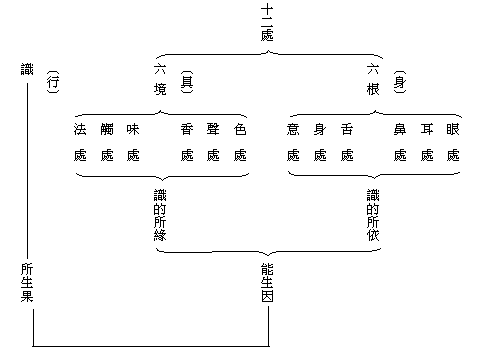 十二處
六根
（身）
六境
（具）
識
（行）
眼處
耳處
鼻處
舌處
身處
意處
色處
聲處
香處
味處
觸處
法處
識的所依
識的所緣
能生因
所生果